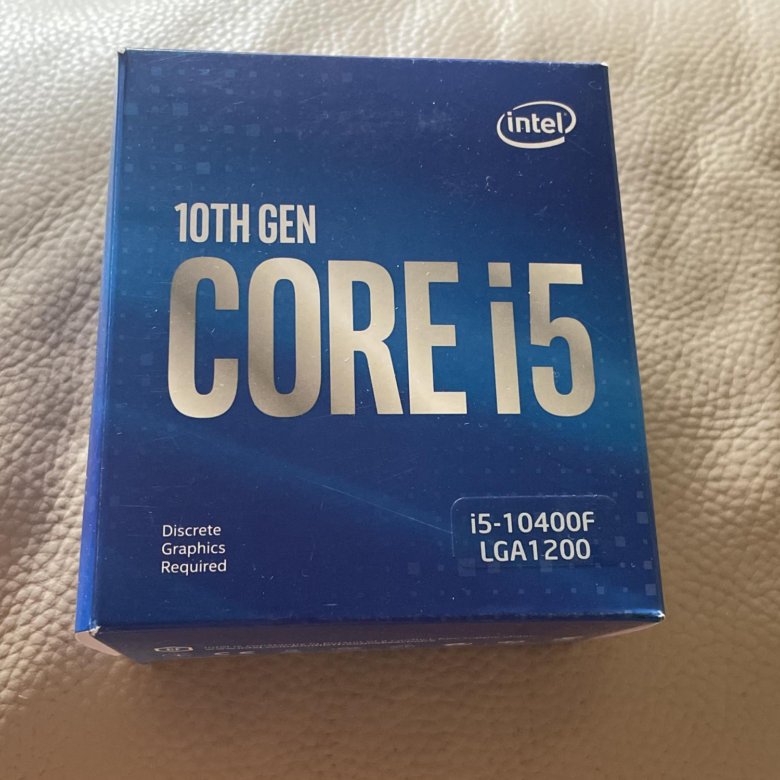 intel
10TH GEN
CORE i5
i5-10400F
LGA1200
Discrete
Graphics
Required